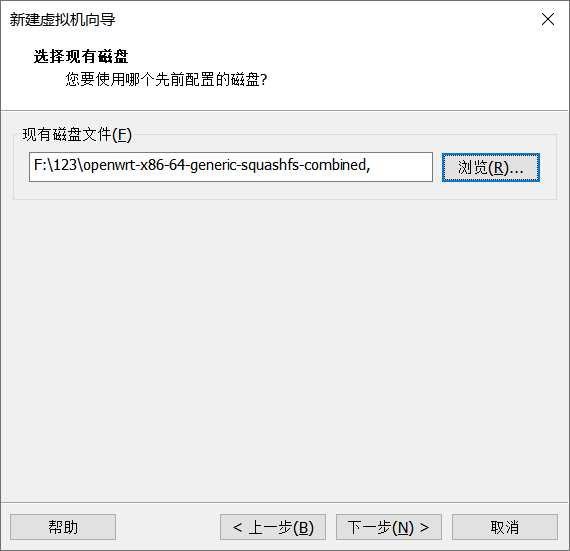 新建虚拟机向导
选择现有磁盘
您要使用哪个先前配置的磁盘?
现有磁盘文件(F)
F:\123\openwrt-x86-64-generic-squashfs-combined,
浏览(R)...
帮助
< 上一步(B)
下一步(N) >
取消